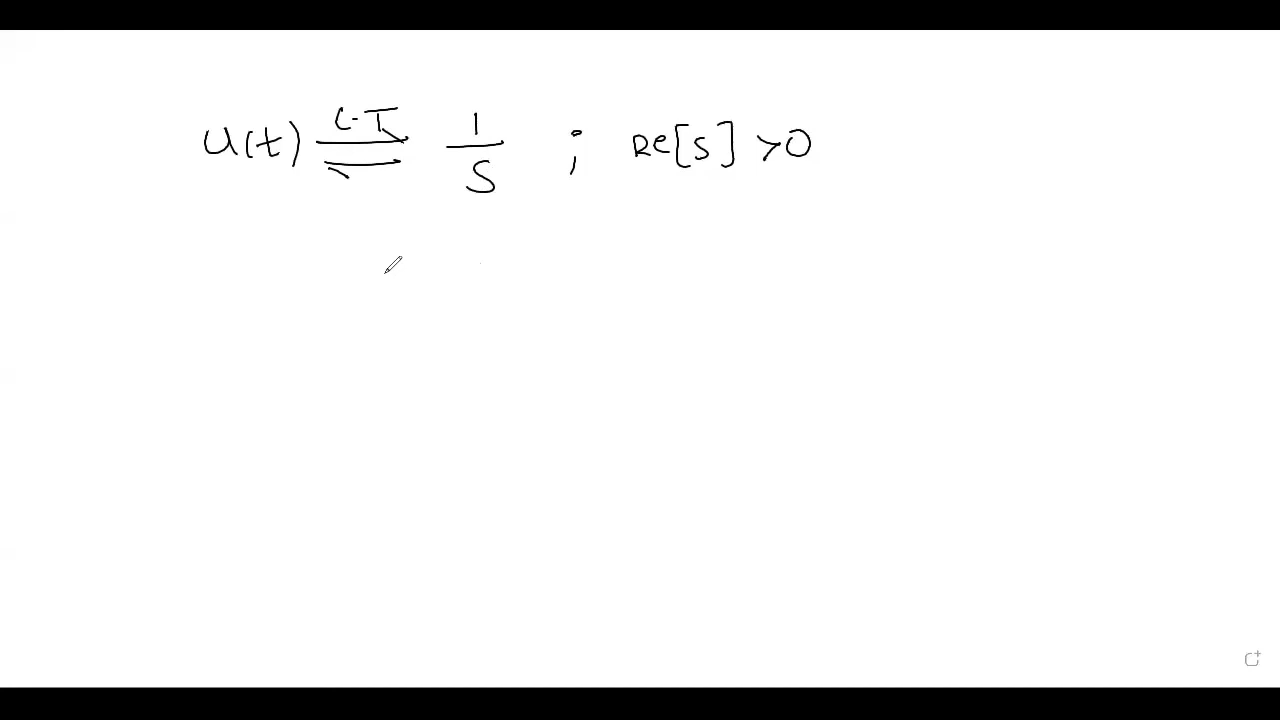 u(t) ⇌ L.T 1/S ; Re[s] >0